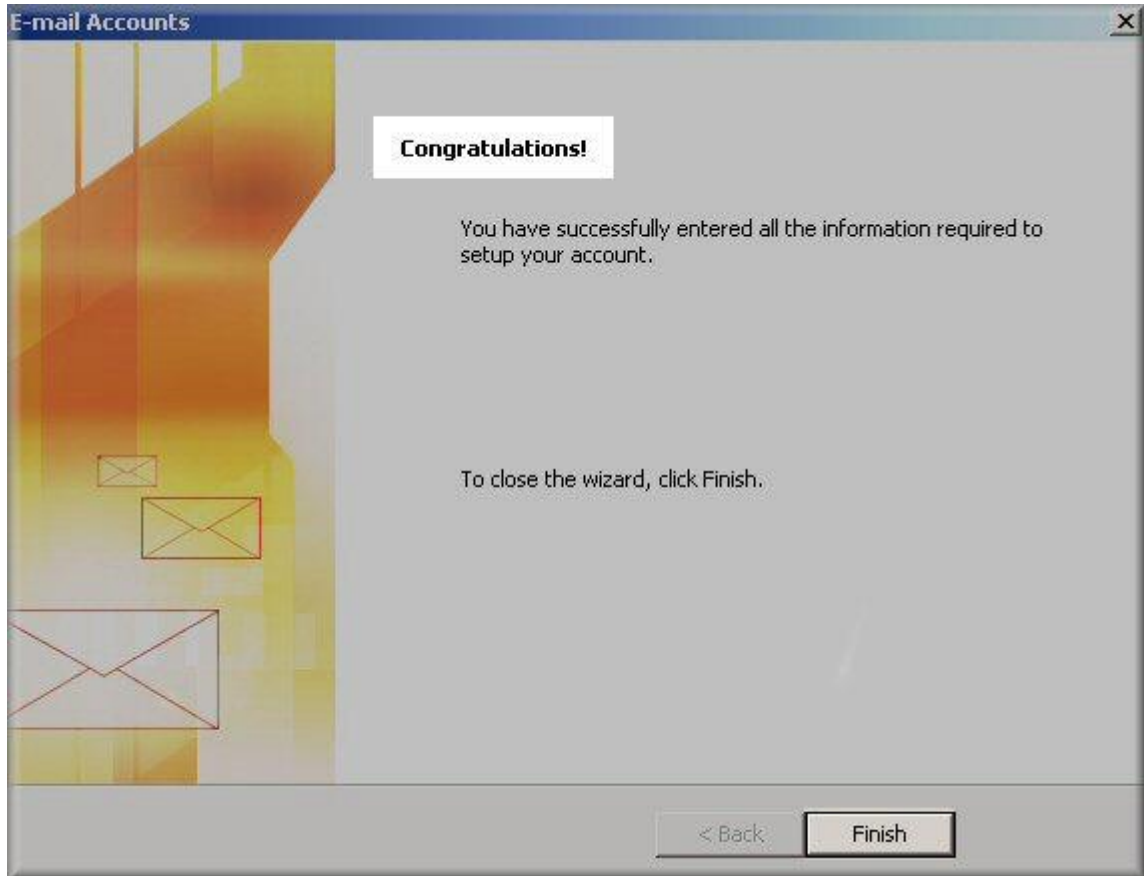 E-mail Accounts
Congratulations!
You have successfully entered all the information required to
setup your account.
To close the wizard, click Finish.
< Back
Finish